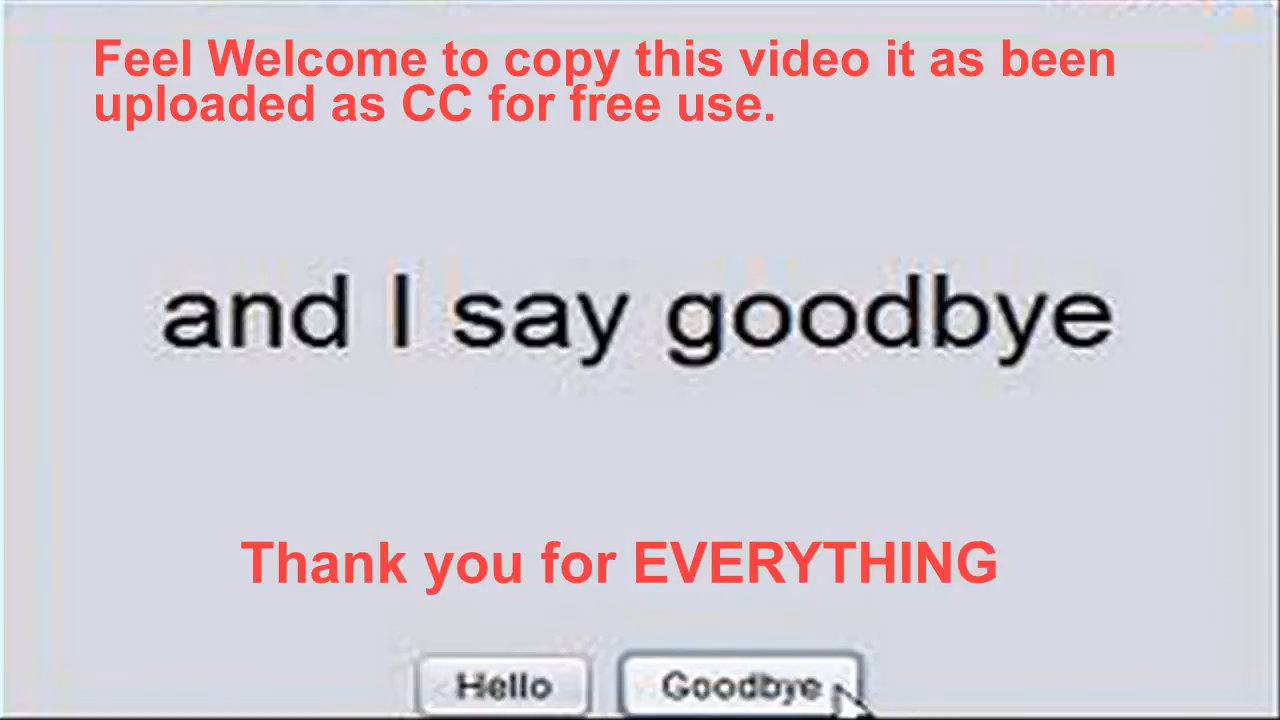 Feel Welcome to copy this video it as been
uploaded as CC for free use.
and I say goodbye
Thank you for EVERYTHING
Hello Goodbye